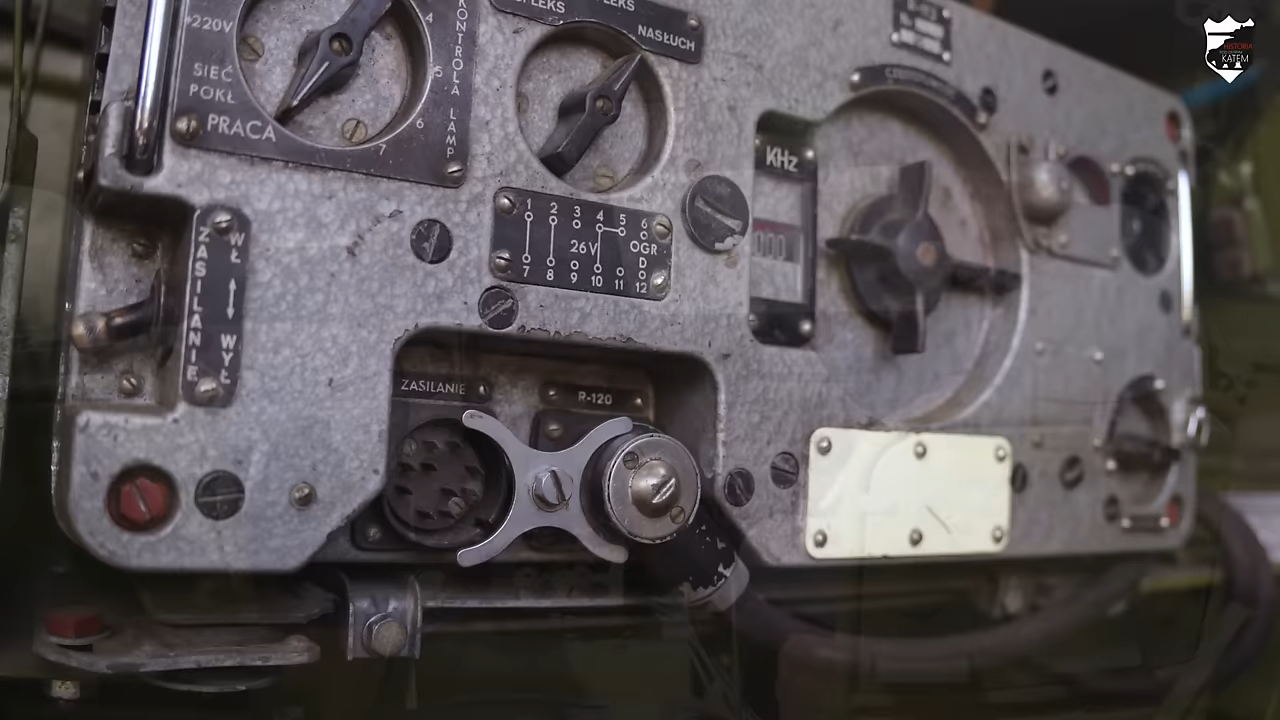 +220V
SIEĆ
POKŁ
PRACA
4
5
6
7
KONTROLA LAMP
NASŁUCH
KHz
1 2 3 4 5 6
26V
OGR
D
7 8 9 10 11 12
ZASILANIE
WŁ
WYŁ
ZASILANIE
R-120
HISTORIA
KATEM